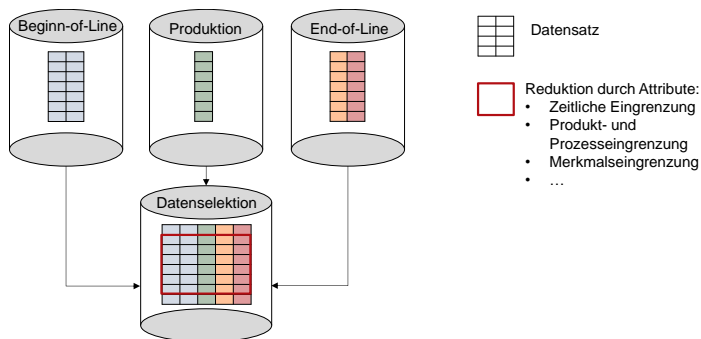 Beginn-of-Line
Produktion
End-of-Line
Datensatz
Reduktion durch Attribute:
• Zeitliche Eingrenzung
• Produkt- und
Prozesseingrenzung
• Merkmalseingrenzung
• …
Datenselektion